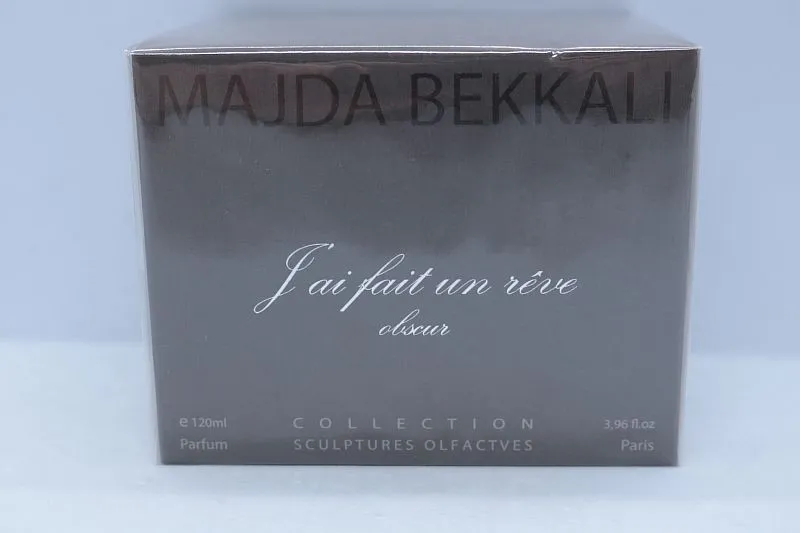 MAJDA BEKKALI
J'ai fait un rêve
obscur
e 120ml COLLECTION 3,96 fl.oz
Parfum SCULPTURES OLFACTVES Paris